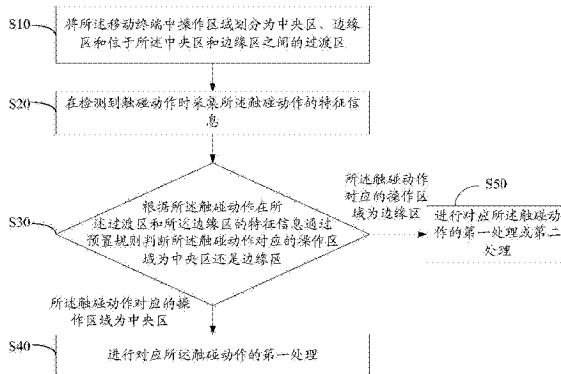 S10
将所述移动终端中操作区域划分为中央区、边缘
区和位于所述中央区和边缘区之间的过渡区
S20
在检测到触碰动作时采集所述触碰动作的特征信
息
S30
根据所述触碰动作在所
述过渡区和所述边缘区的特征信息通过
预置规则判断所述触碰动作对应的操作区
域为中央区还是边缘区
所述触碰动作
对应的操作区
域为边缘区
S50
进行对应所述触碰动
作的第一处理或第二
处理
所述触碰动作对应的操
作区域为中央区
S40
进行对应所述触碰动作的第一处理